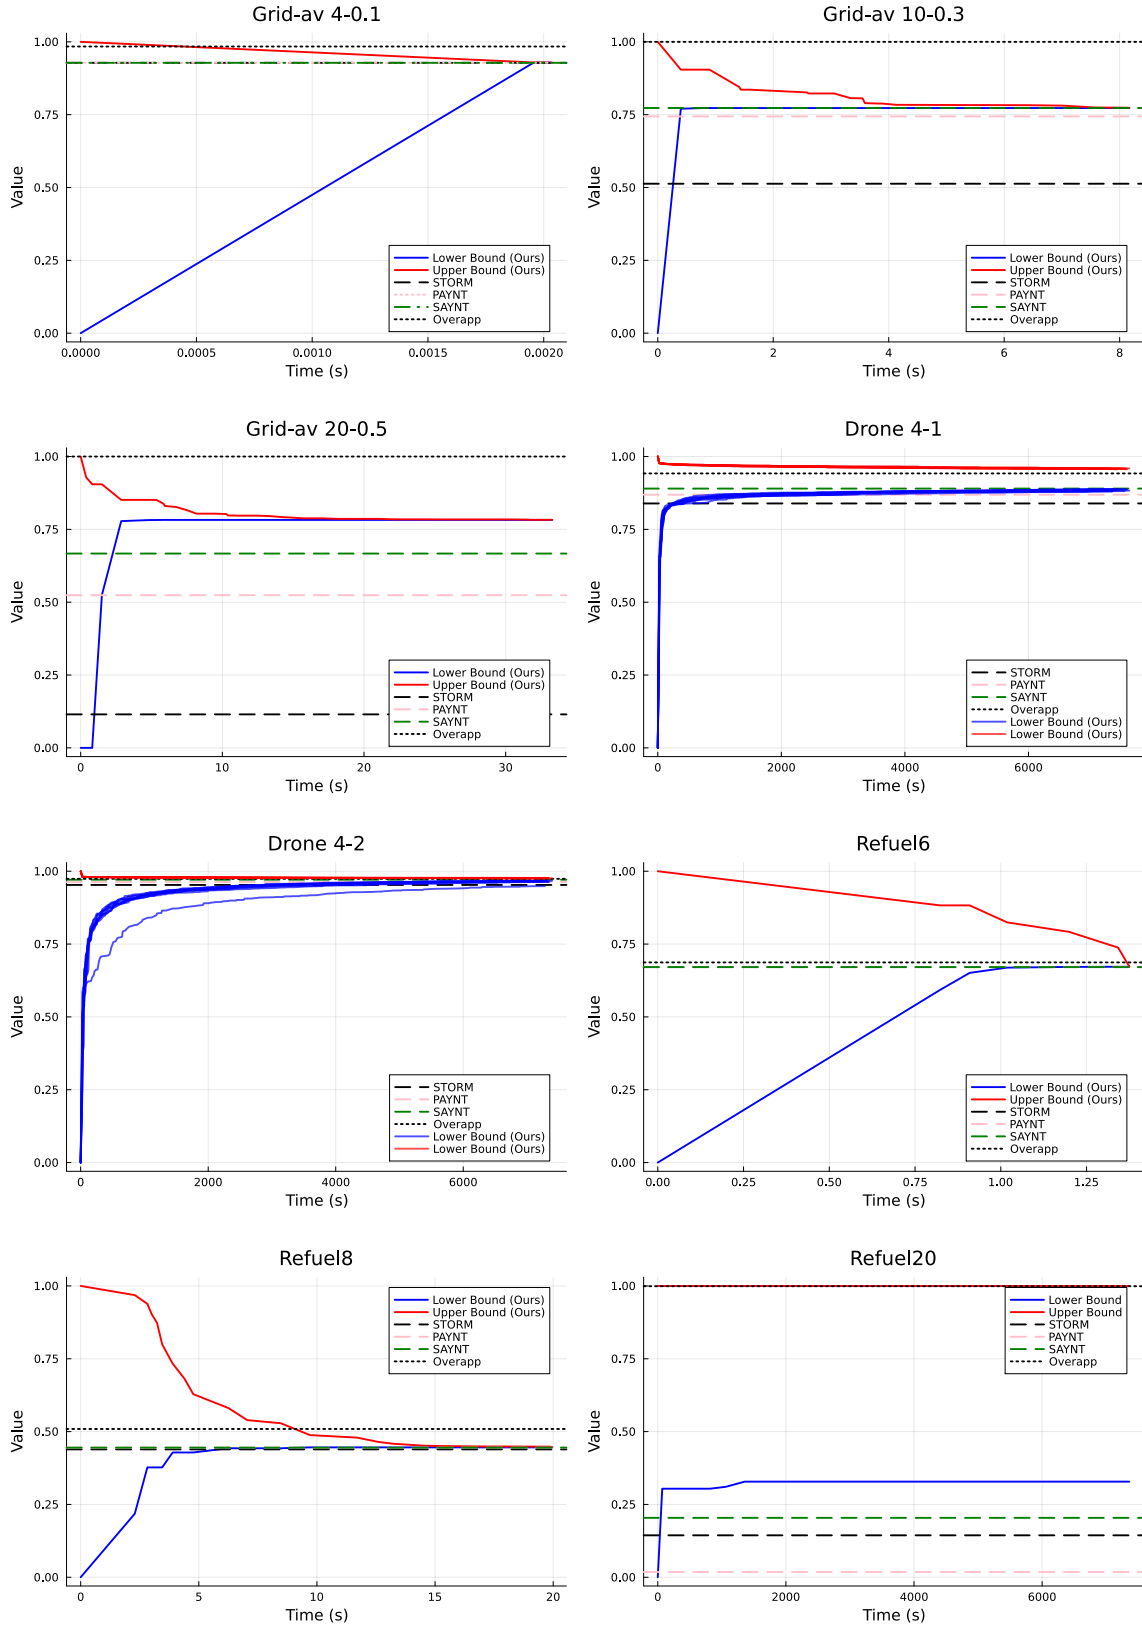 Grid-av 4-0.1
Value
1.00
0.75
0.50
0.25
0.00
Lower Bound (Ours)
Upper Bound (Ours)
STORM
PAYNT
SAYNT
Overapp
0.0000 0.0005 0.0010 0.0015 0.0020
Time (s)
Grid-av 10-0.3
Value
1.00
0.75
0.50
0.25
0.00
Lower Bound (Ours)
Upper Bound (Ours)
STORM
PAYNT
SAYNT
Overapp
0 2 4 6 8
Time (s)
Grid-av 20-0.5
Value
1.00
0.75
0.50
0.25
0.00
Lower Bound (Ours)
Upper Bound (Ours)
STORM
PAYNT
SAYNT
Overapp
0 10 20 30
Time (s)
Drone 4-1
Value
1.00
0.75
0.50
0.25
0.00
STORM
PAYNT
SAYNT
Overapp
Lower Bound (Ours)
Lower Bound (Ours)
0 2000 4000 6000
Time (s)
Drone 4-2
Value
1.00
0.75
0.50
0.25
0.00
STORM
PAYNT
SAYNT
Overapp
Lower Bound (Ours)
Lower Bound (Ours)
0 2000 4000 6000
Time (s)
Refuel6
Value
1.00
0.75
0.50
0.25
0.00
Lower Bound (Ours)
Upper Bound (Ours)
STORM
PAYNT
SAYNT
Overapp
0.00 0.25 0.50 0.75 1.00 1.25
Time (s)
Refuel8
Value
1.00
0.75
0.50
0.25
0.00
Lower Bound (Ours)
Upper Bound (Ours)
STORM
PAYNT
SAYNT
Overapp
0 5 10 15 20
Time (s)
Refuel20
Value
1.00
0.75
0.50
0.25
0.00
Lower Bound
Upper Bound
STORM
PAYNT
SAYNT
Overapp
0 2000 4000 6000
Time (s)